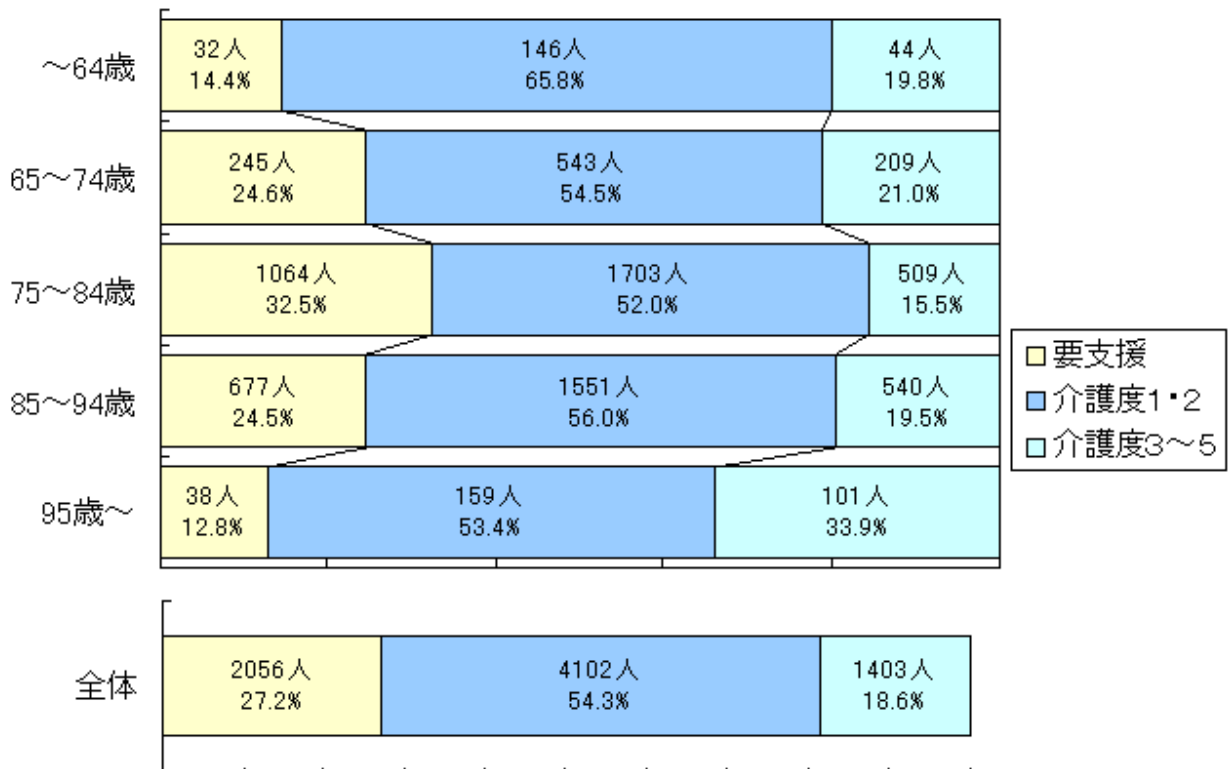 ～64歳
32人
14.4%
146人
65.8%
44人
19.8%
65～74歳
245人
24.6%
543人
54.5%
209人
21.0%
75～84歳
1064人
32.5%
1703人
52.0%
509人
15.5%
85～94歳
677人
24.5%
1551人
56.0%
540人
19.5%
95歳～
38人
12.8%
159人
53.4%
101人
33.9%
要支援
介護度1・2
介護度3～5
全体
2056人
27.2%
4102人
54.3%
1403人
18.6%